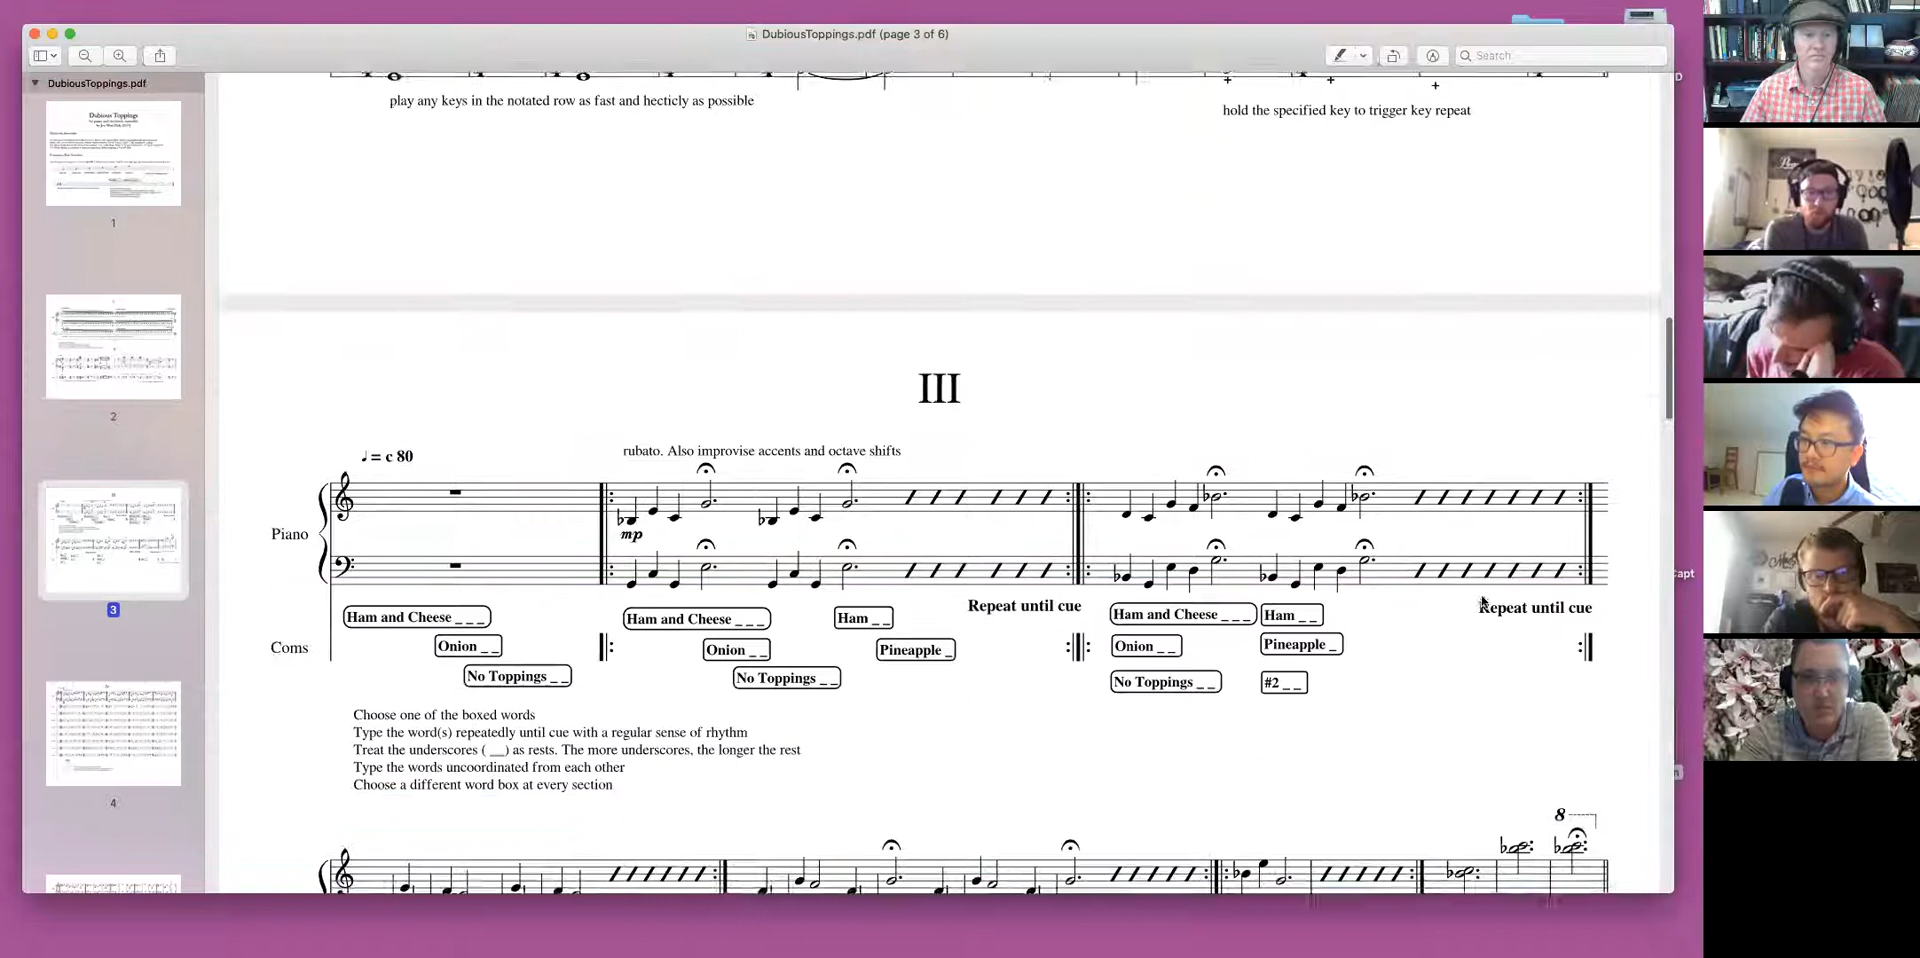 DubiousToppings.pdf (page 3 of 6)
Search
DubiousToppings.pdf
Dubious Toppings
1
2
3
4
play any keys in the notated row as fast and hecticly as possible
hold the specified key to trigger key repeat
III
♩ = c 80
rubato. Also improvise accents and octave shifts
Piano
mp
Repeat until cue
Repeat until cue
Coms
Ham and Cheese _ _ _
Onion _ _
No Toppings _ _
Ham and Cheese _ _ _
Ham _ _
Onion _ _
Pineapple _
No Toppings _ _
Ham and Cheese _ _ _
Ham _ _
Onion _ _
Pineapple _
No Toppings _ _
#2 _ _
Choose one of the boxed words
Type the word(s) repeatedly until cue with a regular sense of rhythm
Treat the underscores ( __) as rests. The more underscores, the longer the rest
Type the words uncoordinated from each other
Choose a different word box at every section
8
Capt